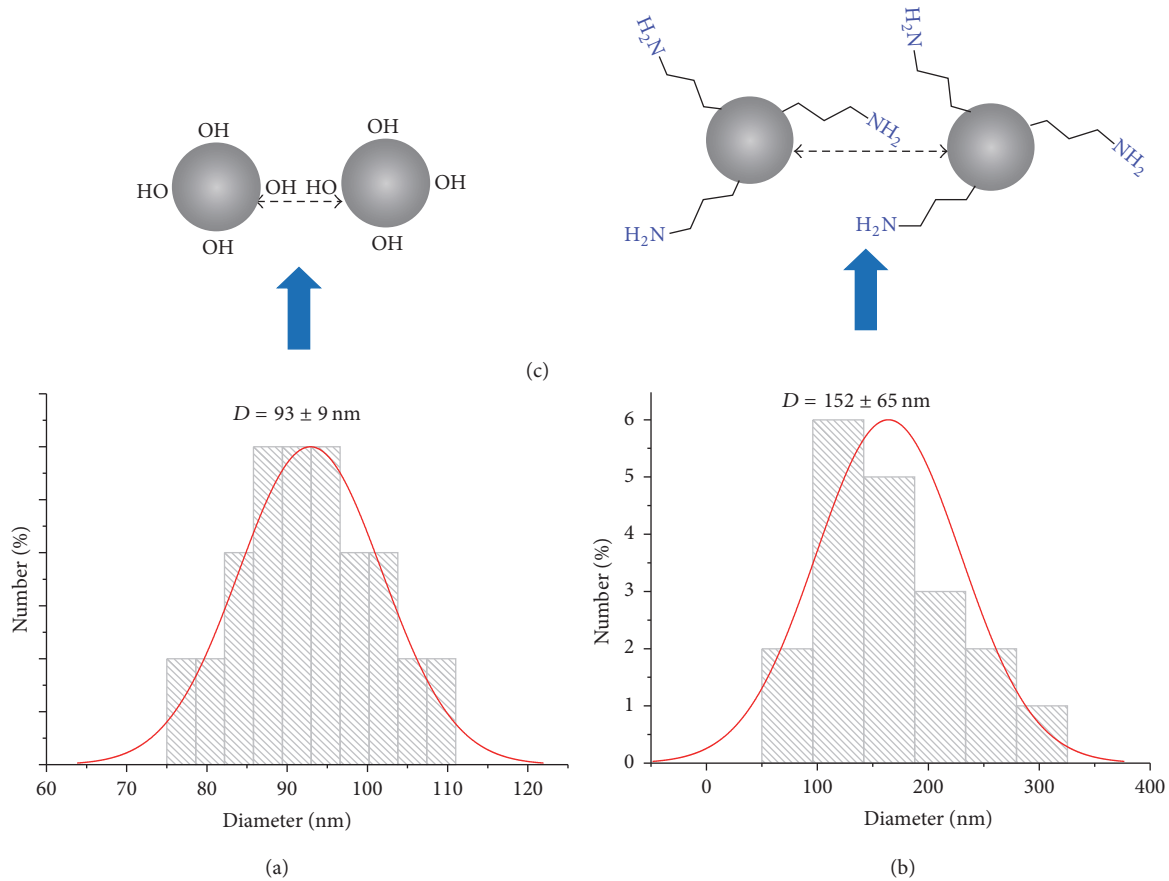 OH
HO
OH
OH
OH
HO
OH
OH
H₂N
NH₂
H₂N
H₂N
NH₂
H₂N
(c)
D = 93 ± 9 nm
Number (%)
60 70 80 90 100 110 120
Diameter (nm)
(a)
D = 152 ± 65 nm
6
5
4
3
2
1
0
Number (%)
0 100 200 300 400
Diameter (nm)
(b)